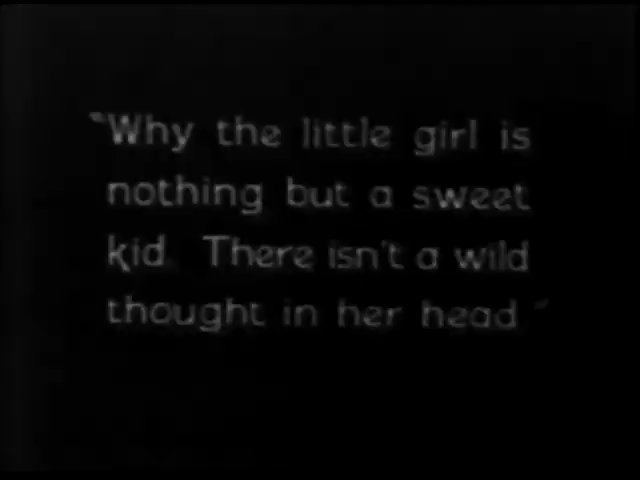 "Why the little girl is
nothing but a sweet
kid. There isn't a wild
thought in her head."